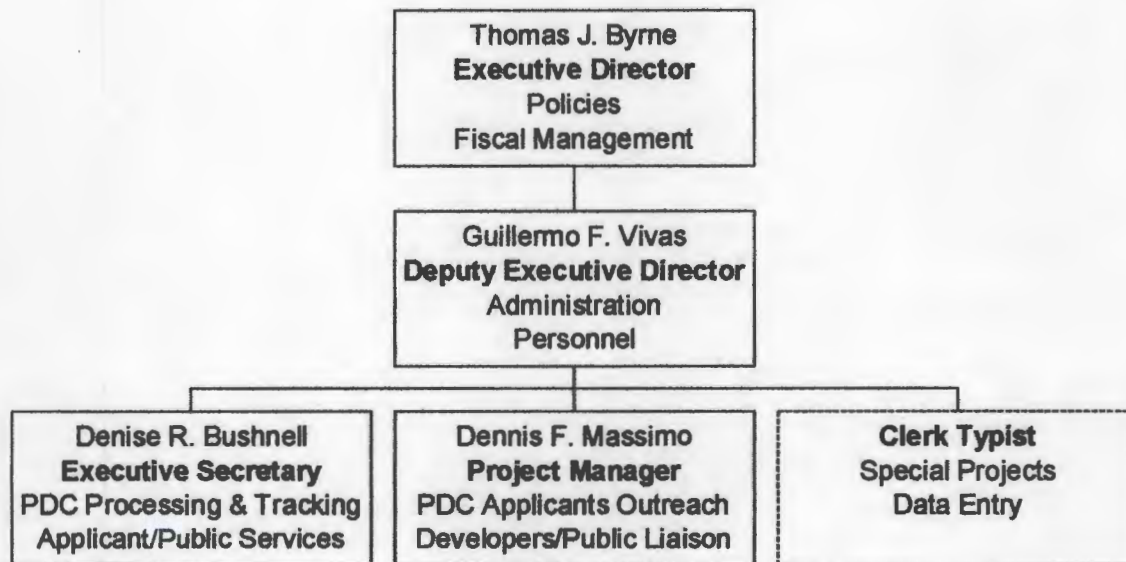 Thomas J. Byrne
Executive Director
Policies
Fiscal Management
Guillermo F. Vivas
Deputy Executive Director
Administration
Personnel
Denise R. Bushnell
Executive Secretary
PDC Processing & Tracking
Applicant/Public Services
Dennis F. Massimo
Project Manager
PDC Applicants Outreach
Developers/Public Liaison
Clerk Typist
Special Projects
Data Entry